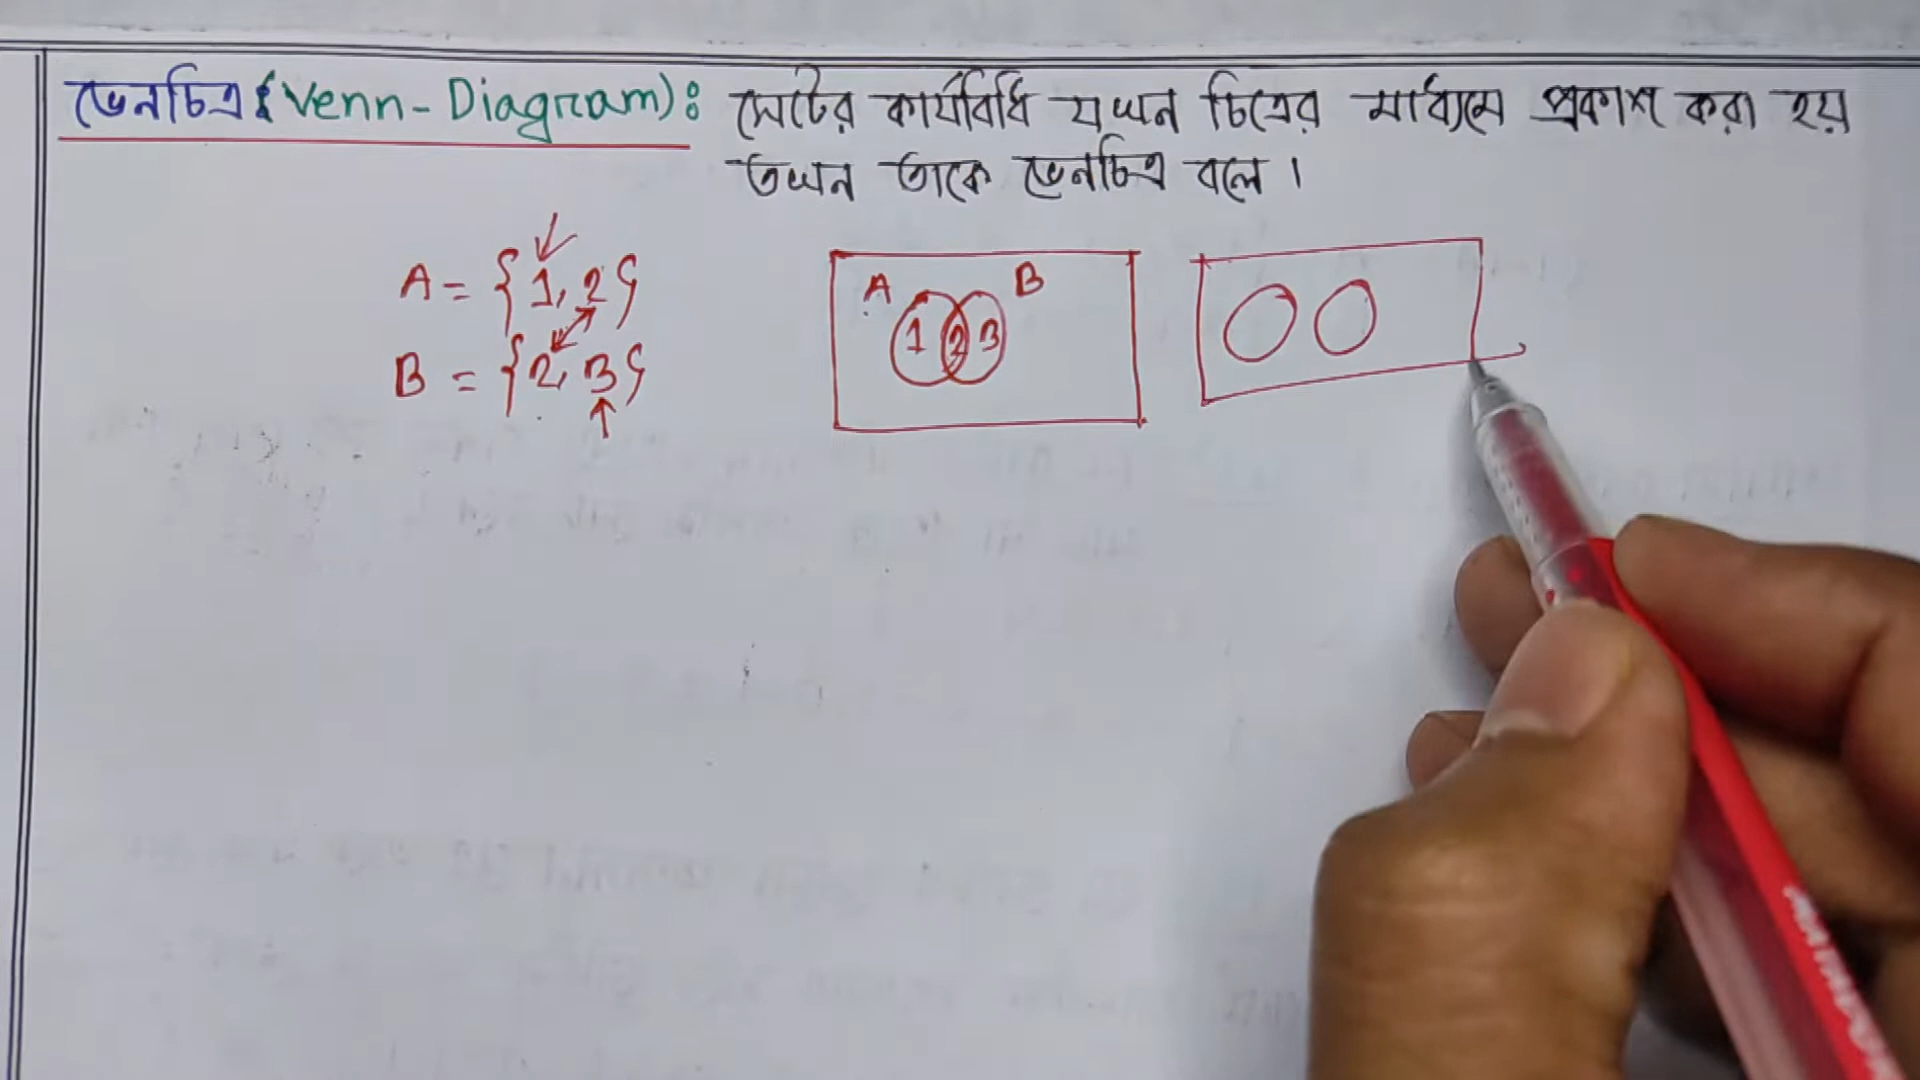 ভেনচিত্র (Venn-Diagram): সেটের কার্যবিধি যখন চিত্রের মাধ্যমে প্রকাশ করা হয়
তখন তাকে ভেনচিত্র বলে।
A = {1, 2}
B = {2, 3}
A B
1 2 3